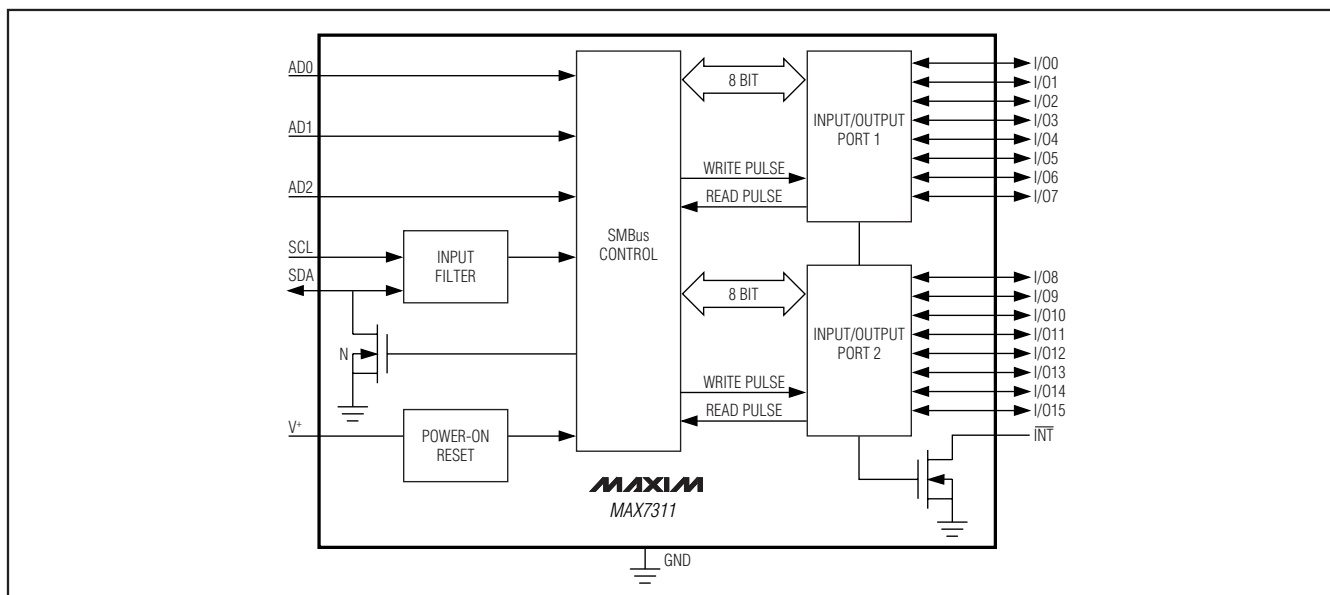 AD0
AD1
AD2
SCL
SDA
N
V+
INPUT
FILTER
POWER-ON
RESET
SMBus
CONTROL
8 BIT
WRITE PULSE
READ PULSE
8 BIT
WRITE PULSE
READ PULSE
INPUT/OUTPUT
PORT 1
INPUT/OUTPUT
PORT 2
I/O0
I/O1
I/O2
I/O3
I/O4
I/O5
I/O6
I/O7
I/O8
I/O9
I/O10
I/O11
I/O12
I/O13
I/O14
I/O15
INT
MAXIM
MAX7311
GND